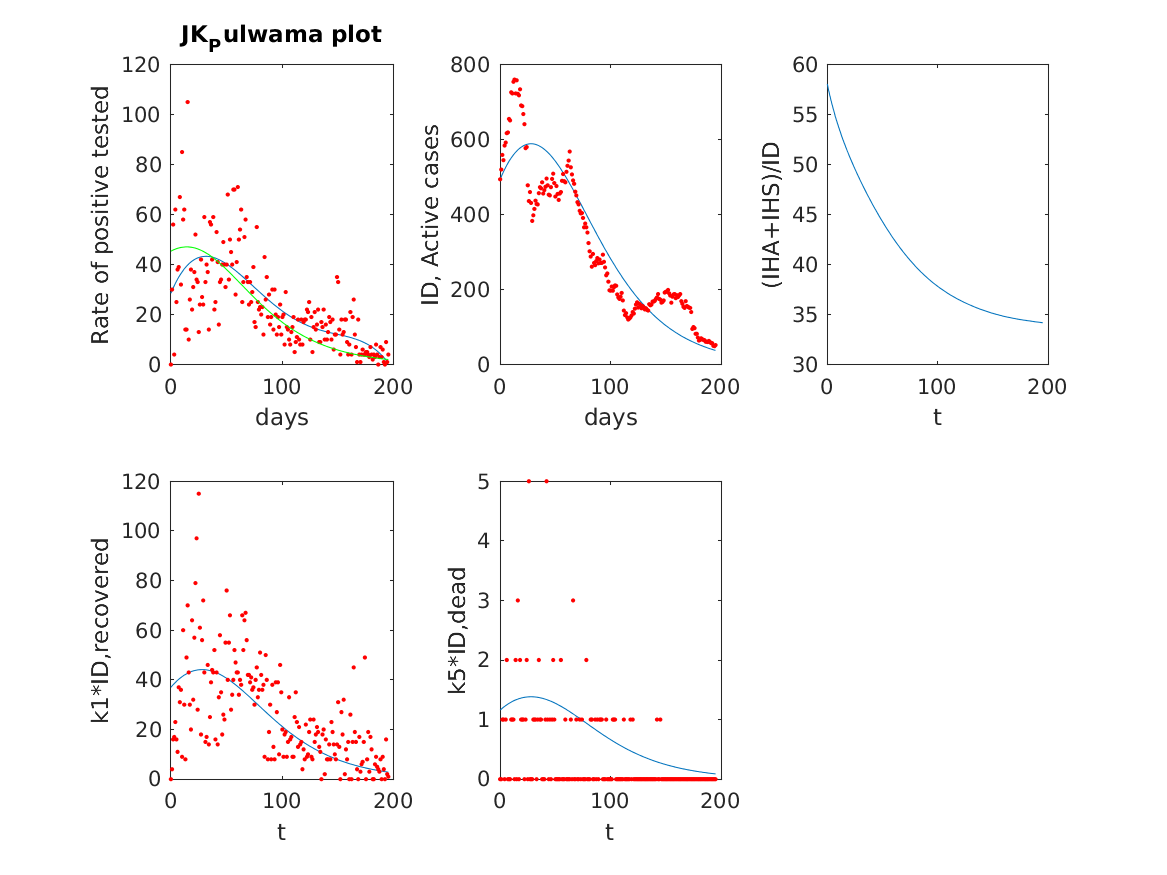 JK_Pulwama plot
120
100
80
60
40
20
0
Rate of positive tested
0 100 200
days
800
600
400
200
0
ID, Active cases
0 100 200
days
60
55
50
45
40
35
30
(IHA+IHS)/ID
0 100 200
t
120
100
80
60
40
20
0
k1*ID,recovered
0 100 200
t
5
4
3
2
1
0
k5*ID,dead
0 100 200
t